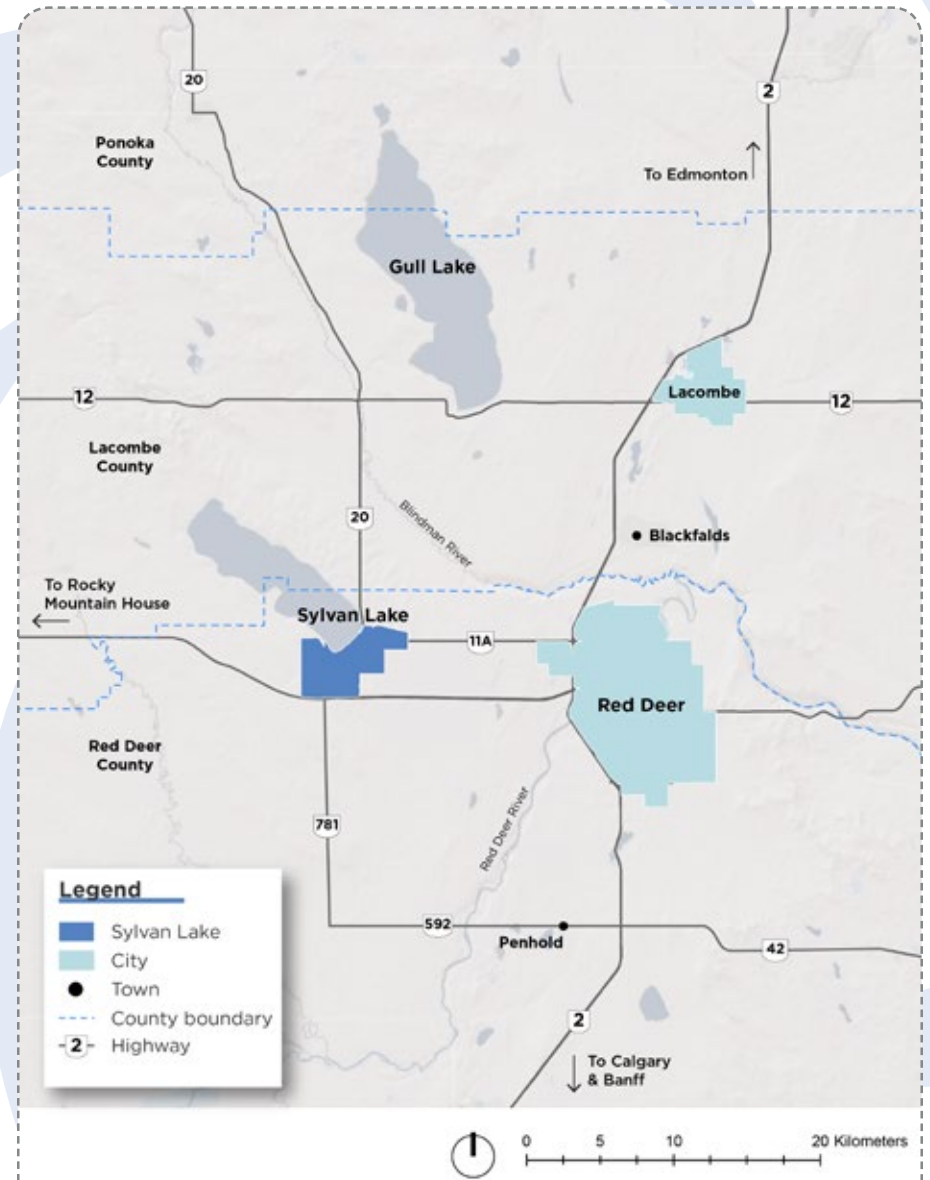 20
2
Ponoka
County
To Edmonton
Gull Lake
12
Lacombe
12
Lacombe
County
20
Blindman River
Blackfalds
To Rocky
Mountain House
Sylvan Lake
11A
Red Deer
Red Deer
County
781
Red Deer River
592
Penhold
42
2
To Calgary
& Banff
Legend
Sylvan Lake
City
Town
County boundary
2 Highway
0 5 10 20 Kilometers